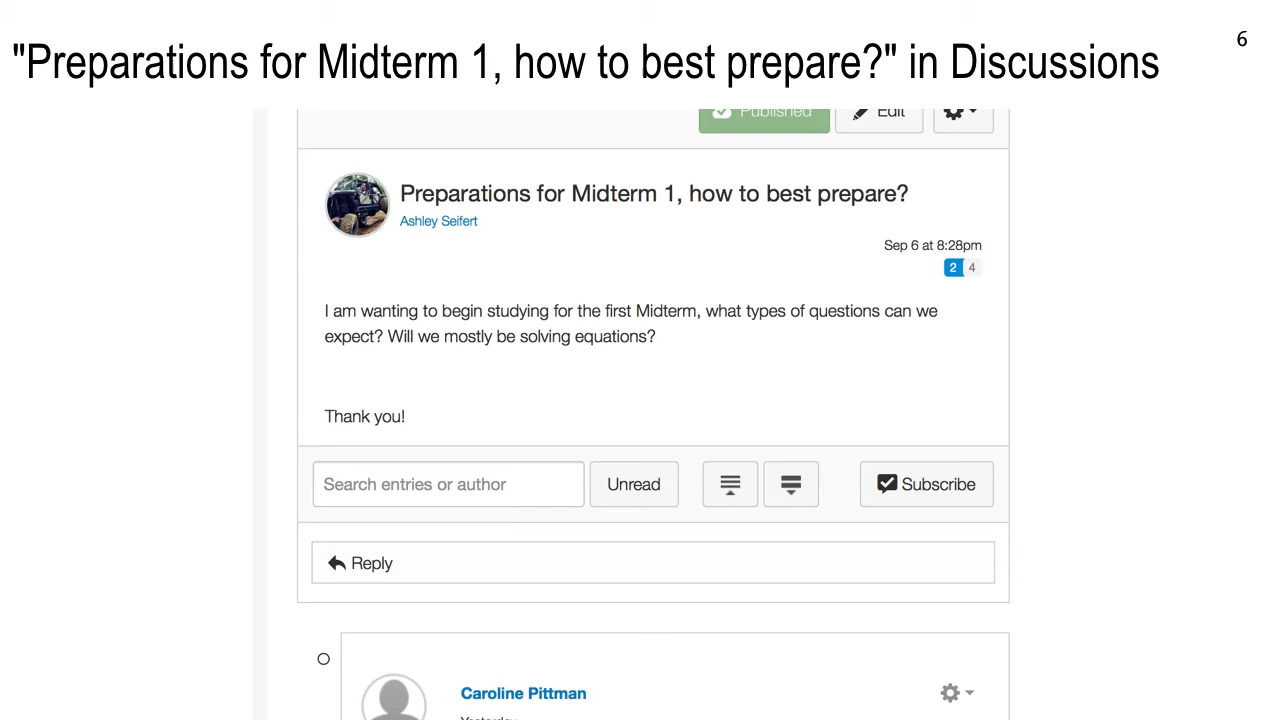 "Preparations for Midterm 1, how to best prepare?" in Discussions
6
Published
Edit
Preparations for Midterm 1, how to best prepare?
Ashley Seifert
Sep 6 at 8:28pm
2 4
I am wanting to begin studying for the first Midterm, what types of questions can we
expect? Will we mostly be solving equations?
Thank you!
Search entries or author
Unread
Subscribe
Reply
Caroline Pittman
Yesterday